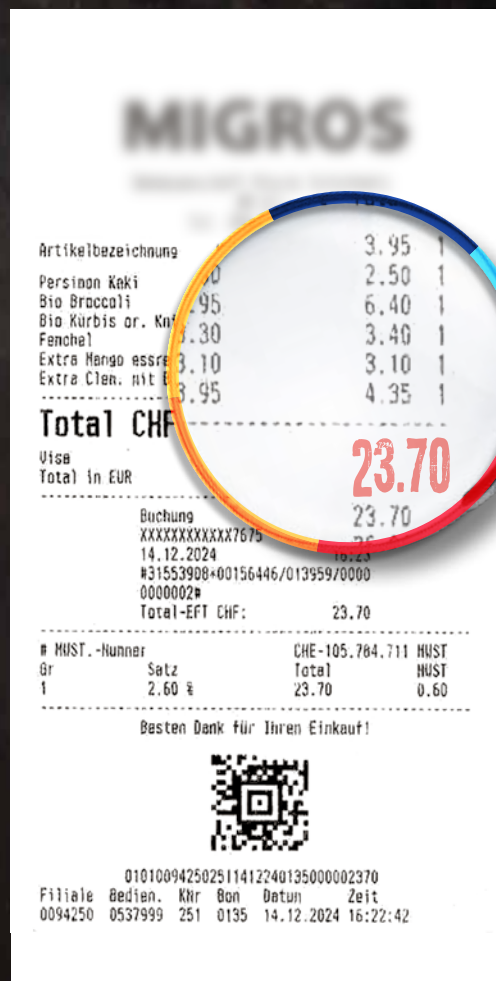 MIGROS
Artikelbezeichnung 3.95 1
Persimon Kaki 2.50 1
Bio Broccoli .95 6.40 1
Bio Kürbis or. .30 3.40 1
Fenchel
Extra Mango essre 3.10 3.10 1
Extra Clem. mit 3.95 4.35 1
Total CHF 23.70
Visa 23.70
Total in EUR
Buchung
XXXXXXXXXXXX7675
14.12.2024 16:23
#31553908*00156446/013959/0000
0000002#
Total-EFT CHF: 23.70
# MWST.-Nummer CHE-105.784.711 MWST
Gr Satz Total MWST
1 2.60 % 23.70 0.60
Besten Dank für Ihren Einkauf!
010100942502511412240135000002370
Filiale Bedien. KNr Bon Datum Zeit
0094250 0537999 251 0135 14.12.2024 16:22:42